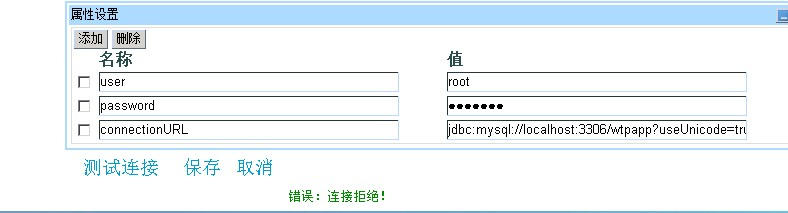 属性设置
添加 删除
名称 值
user root
password ●●●●●●●
connectionURL jdbc:mysql://localhost:3306/wtpapp?useUnicode=tru
测试连接 保存 取消
错误：连接拒绝！